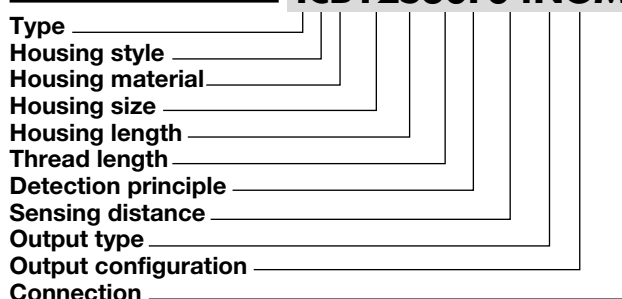 Type
Housing style
Housing material
Housing size
Housing length
Thread length
Detection principle
Sensing distance
Output type
Output configuration
Connection